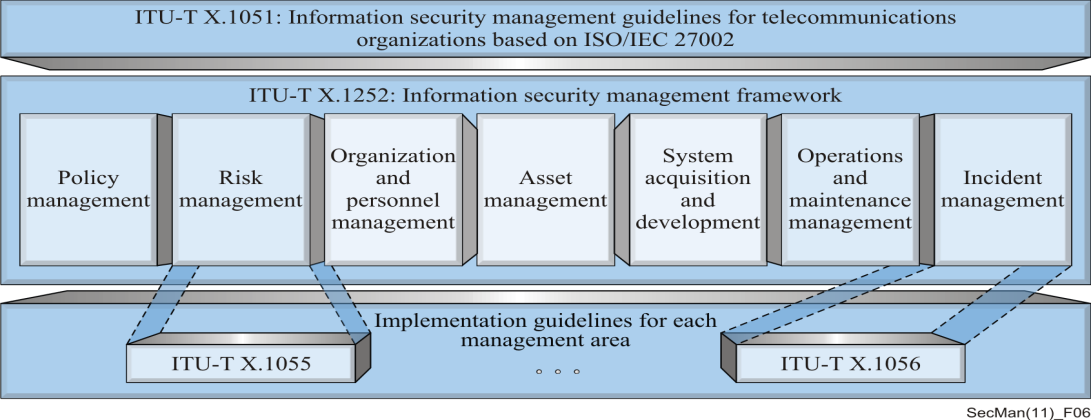 ITU-T X.1051: Information security management guidelines for telecommunications
organizations based on ISO/IEC 27002
ITU-T X.1252: Information security management framework
Policy
management
Risk
management
Organization
and
personnel
management
Asset
management
System
acquisition
and
development
Operations
and
maintenance
management
Incident
management
Implementation guidelines for each
management area
ITU-T X.1055
. . .
ITU-T X.1056
SecMan(11)_F06